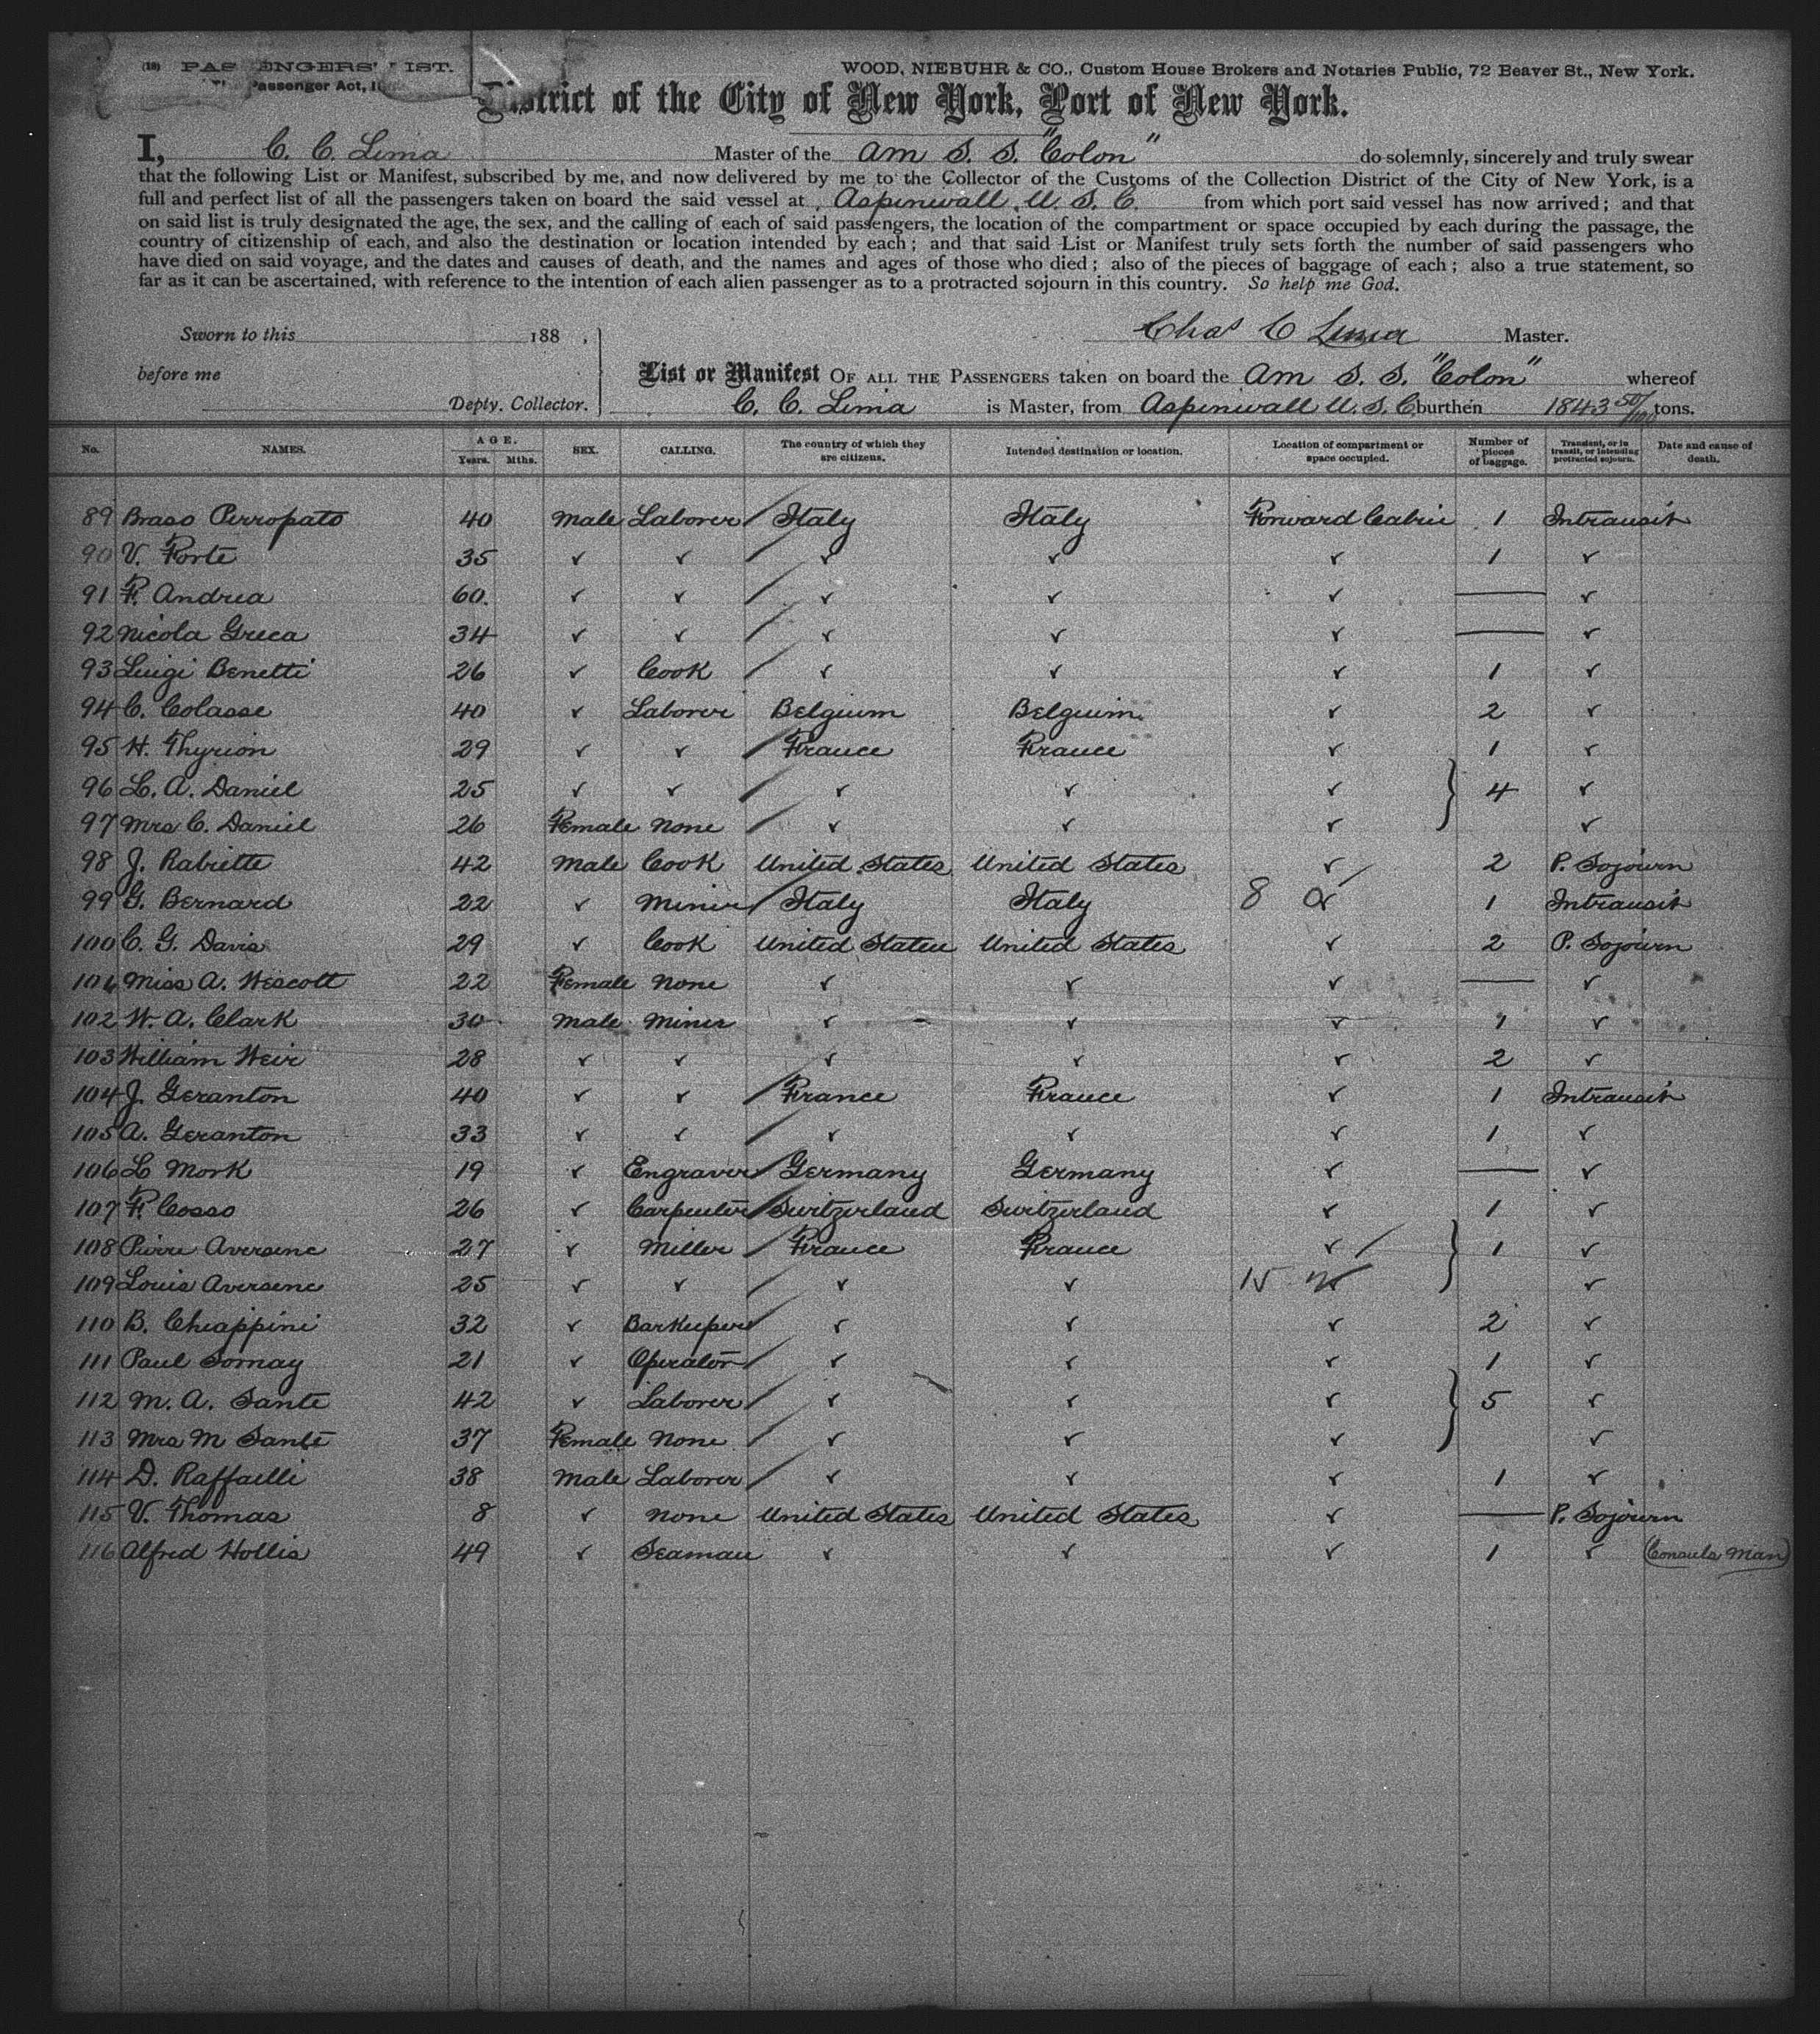 (18) PASSENGERS' LIST.
WOOD, NIEBUHR & CO., Custom House Brokers and Notaries Public, 72 Beaver St., New York.
Passenger Act,
District of the City of New York, Port of New York.
I, C. C. Lima Master of the Am S. S. "Colon" do solemnly, sincerely and truly swear
that the following List or Manifest, subscribed by me, and now delivered by me to the Collector of the Customs of the Collection District of the City of New York, is a
full and perfect list of all the passengers taken on board the said vessel at Aspinwall U. S. C. from which port said vessel has now arrived; and that
on said list is truly designated the age, the sex, and the calling of each of said passengers, the location of the compartment or space occupied by each during the passage, the
country of citizenship of each, and also the destination or location intended by each; and that said List or Manifest truly sets forth the number of said passengers who
have died on said voyage, and the dates and causes of death, and the names and ages of those who died; also of the pieces of baggage of each; also a true statement, so
far as it can be ascertained, with reference to the intention of each alien passenger as to a protracted sojourn in this country. So help me God.
Sworn to this 188 ,
Chas C Lima Master.
before me
List or Manifest OF ALL THE PASSENGERS taken on board the Am S. S. "Colon" whereof
Depty. Collector.
C. C. Lima is Master, from Aspinwall U. S. C burthen 1843 50/100 tons.
No. NAMES. AGE. Years. Mths. SEX. CALLING. The country of which they are citizens. Intended destination or location. Location of compartment or space occupied. Number of pieces of baggage. Transient, or in transit, or intending protracted sojourn. Date and cause of death.
89 Braso Perropato 40 Male Laborer Italy Italy Forward Cabin 1 Intransit
90 V. Forte 35 ✓ ✓ ✓ ✓ ✓ 1 ✓
91 F. Andrea 60. ✓ ✓ ✓ ✓ ✓ — ✓
92 Nicola Greca 34 ✓ ✓ ✓ ✓ ✓ — ✓
93 Luigi Benetti 26 ✓ Cook ✓ ✓ ✓ 1 ✓
94 C. Colasse 40 ✓ Laborer Belgium Belguim. ✓ 2 ✓
95 H. Thyrion 29 ✓ ✓ France France ✓ 1 ✓
96 L. A. Daniel 25 ✓ ✓ ✓ ✓ ✓ } 4 ✓
97 Mrs C. Daniel 26 Female None ✓ ✓ ✓ ✓
98 J. Rabiette 42 Male Cook United States United States ✓ 2 P. Sojourn
99 G. Bernard 22 ✓ Miner Italy Italy 8 ✓ 1 Intransit
100 C. G. Davis 29 ✓ Cook United States United States ✓ 2 P. Sojourn
101 Miss A. Wescott 22 Female None ✓ ✓ ✓ — ✓
102 W. A. Clark 30 Male Miner ✓ ✓ ✓ 1 ✓
103 William Weir 28 ✓ ✓ ✓ ✓ ✓ 2 ✓
104 J. Geranton 40 ✓ ✓ France France ✓ 1 Intransit
105 A. Geranton 33 ✓ ✓ ✓ ✓ ✓ 1 ✓
106 L Mork 19 ✓ Engraver Germany Germany ✓ — ✓
107 F. Cosso 26 ✓ Carpenter Switzerland Switzerland ✓ 1 ✓
108 Pierre Aversenc 27 ✓ Miller France France ✓ } 1 ✓
109 Louis Aversenc 25 ✓ ✓ ✓ ✓ 15 ✓ ✓
110 B. Chiappini 32 ✓ Barkeeper ✓ ✓ ✓ 2 ✓
111 Paul Somay 21 ✓ Operator ✓ ✓ ✓ 1 ✓
112 M. A. Sante 42 ✓ Laborer ✓ ✓ ✓ } 5 ✓
113 Mrs M Sante 37 Female None ✓ ✓ ✓ ✓
114 D. Raffaelli 38 Male Laborer ✓ ✓ ✓ 1 ✓
115 V. Thomas 8 ✓ None United States United States ✓ — P. Sojourn
116 Alfred Hollis 49 ✓ Seaman ✓ ✓ ✓ 1 ✓ (Consuls Man)